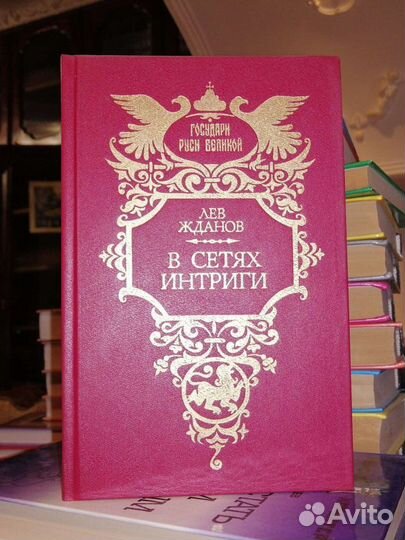 ГОСУДАРИ
РУСИ ВЕЛИКОЙ
ЛЕВ
ЖДАНОВ
В СЕТЯХ
ИНТРИГИ
Avito